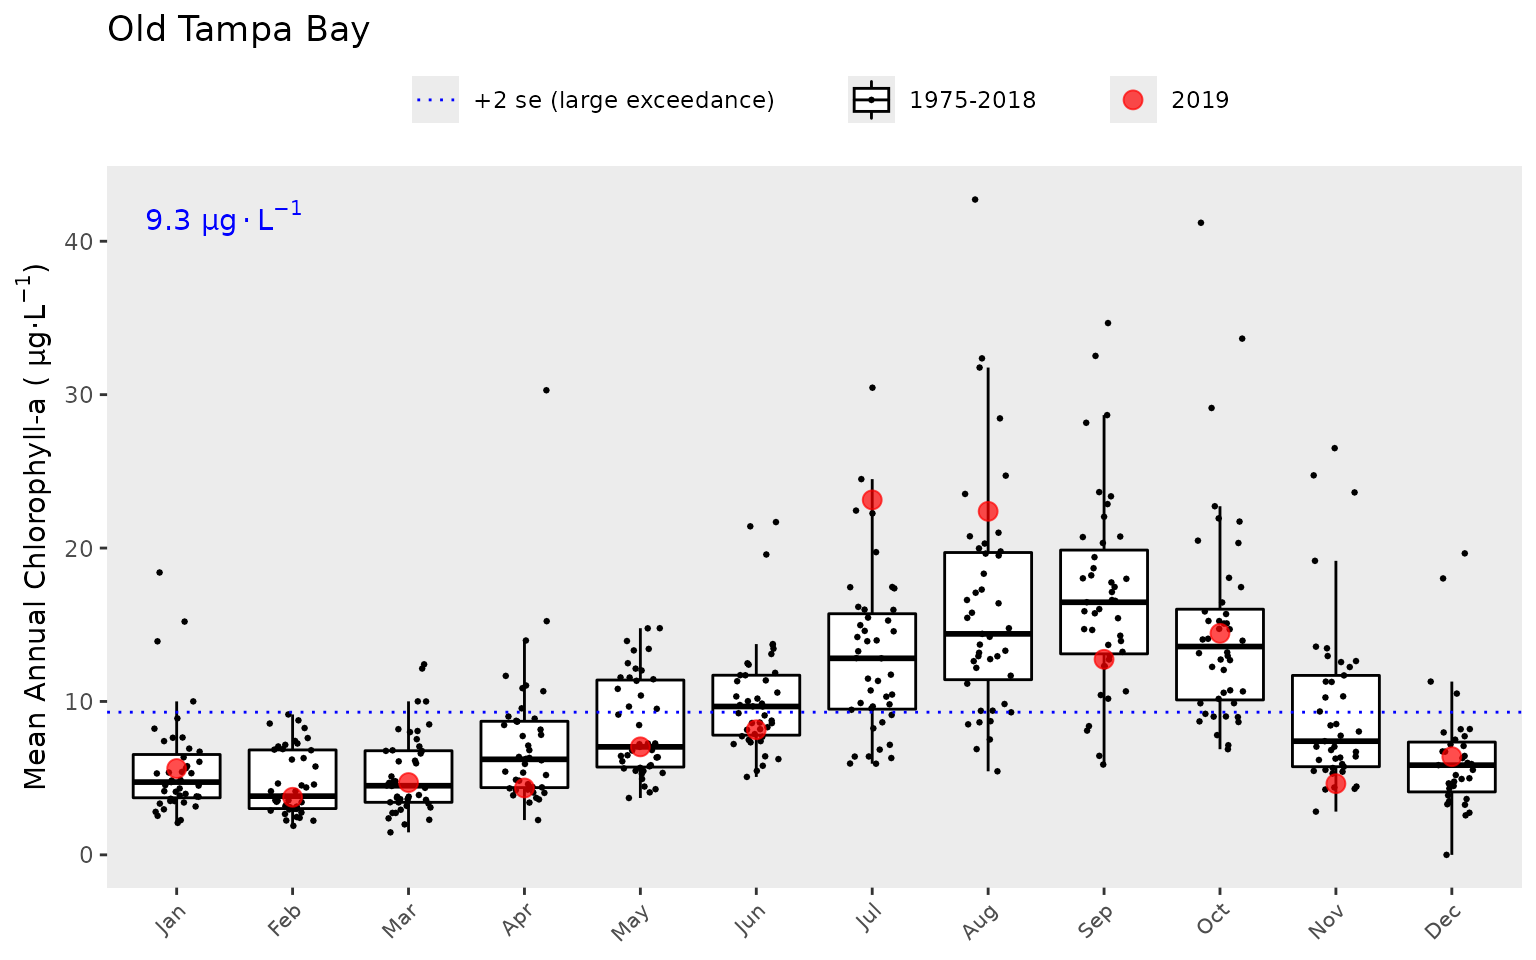 Old Tampa Bay
+2 se (large exceedance) 1975-2018 2019
9.3 µg·L⁻¹
Mean Annual Chlorophyll-a ( µg·L⁻¹)
40
30
20
10
0
Jan Feb Mar Apr May Jun Jul Aug Sep Oct Nov Dec